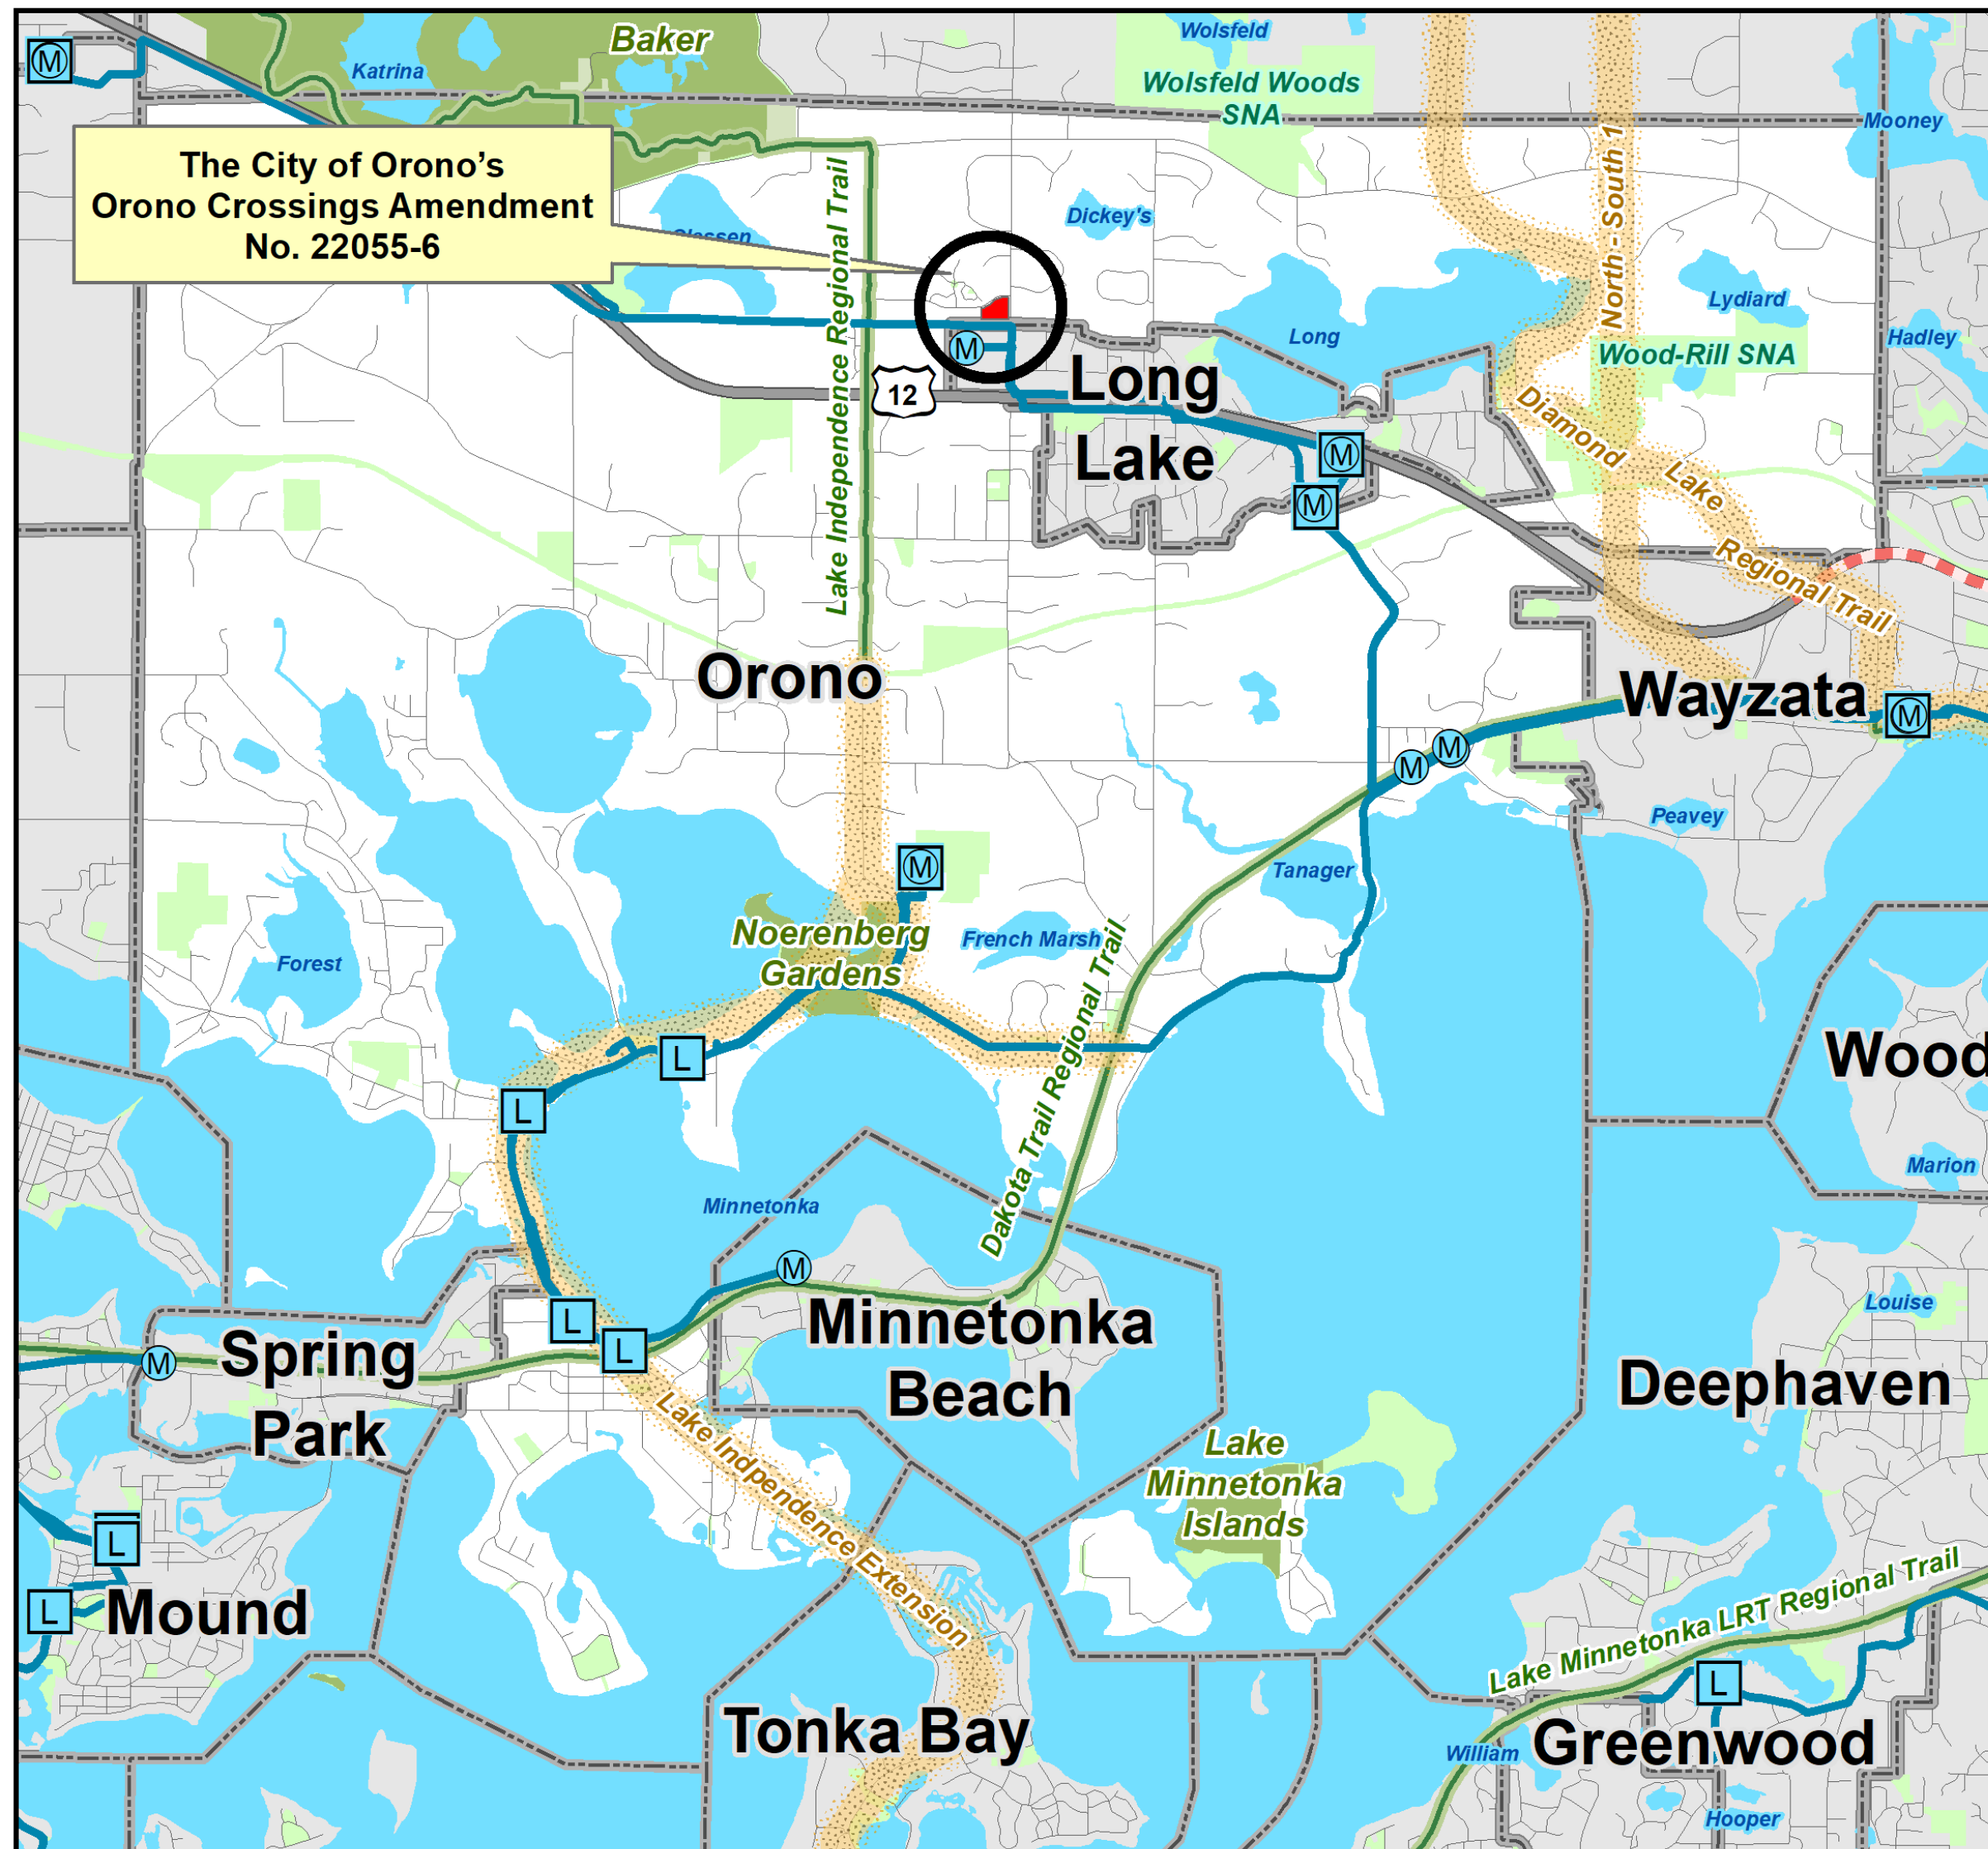 Baker
Wolsfeld
Katrina
Wolsfeld Woods
SNA
Mooney
M
The City of Orono’s
Orono Crossings Amendment
No. 22055-6
Lake Independence Regional Trail
Dickey's
North - South 1
Lydiard
Long
Hadley
M
Wood-Rill SNA
12
Long
Lake
Diamond
Lake
Regional Trail
M
M
Orono
Wayzata
M
M
M
Peavey
M
Tanager
Noerenberg
Gardens
French Marsh
Forest
Dakota Trail Regional Trail
L
L
Wood
Marion
Minnetonka
M
L
L
Minnetonka
Beach
Louise
M
Spring
Park
Deephaven
Lake Indpendence Extension
Lake
Minnetonka
Islands
L
L
Mound
Lake Minnetonka LRT Regional Trail
L
Tonka Bay
William
Greenwood
Hooper